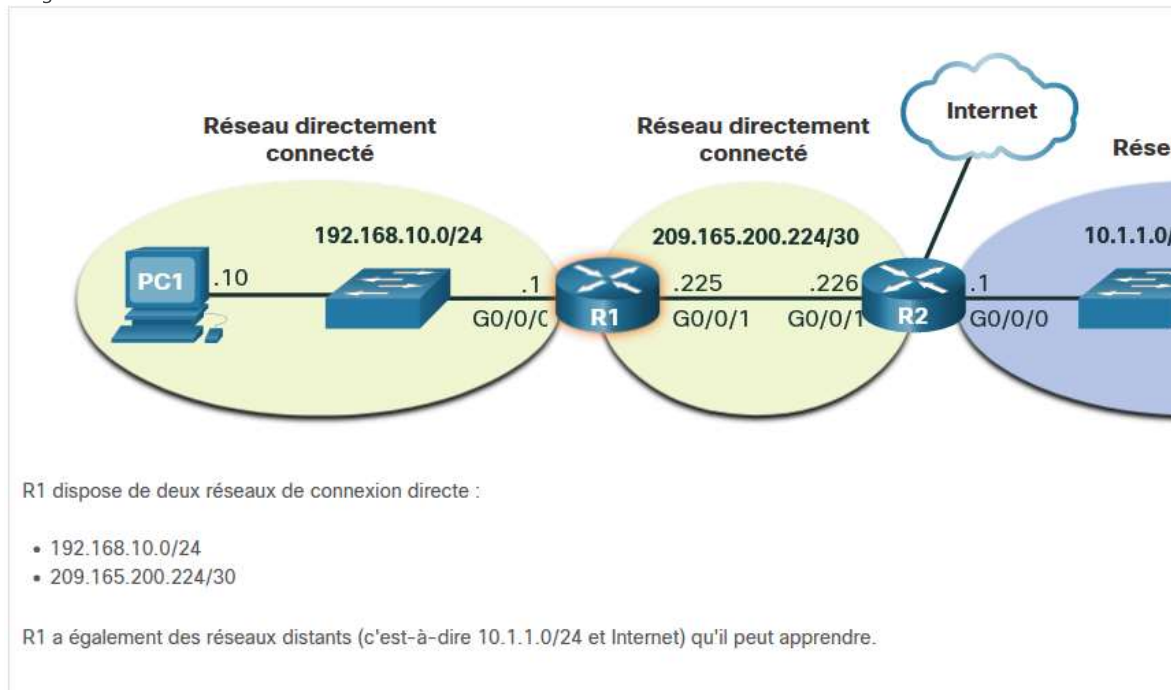 Réseau directement
connecté
Réseau directement
connecté
Internet
192.168.10.0/24
209.165.200.224/30
PC1
.10
.1
G0/0/0
R1
.225
G0/0/1
.226
G0/0/1
R2
.1
G0/0/0
R1 dispose de deux réseaux de connexion directe :
• 192.168.10.0/24
• 209.165.200.224/30
R1 a également des réseaux distants (c'est-à-dire 10.1.1.0/24 et Internet) qu'il peut apprendre.